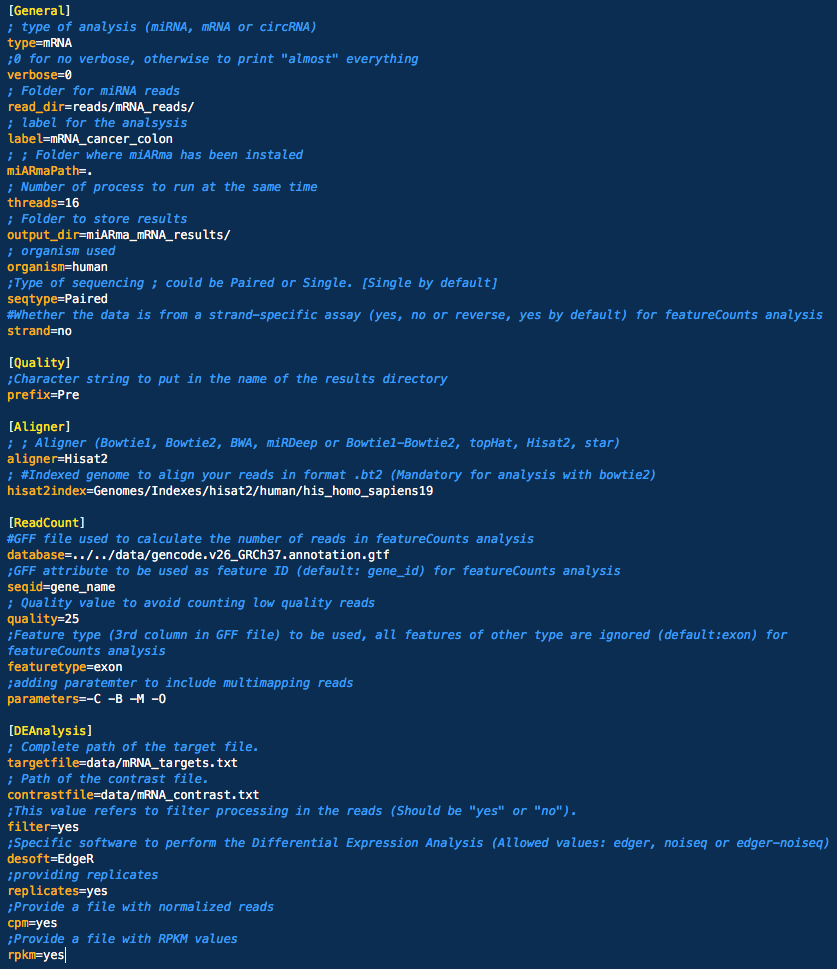 [General]
; type of analysis (miRNA, mRNA or circRNA)
type=mRNA
;0 for no verbose, otherwise to print "almost" everything
verbose=0
; Folder for miRNA reads
read_dir=reads/mRNA_reads/
; label for the analsysis
label=mRNA_cancer_colon
; ; Folder where miARma has been instaled
miARmaPath=.
; Number of process to run at the same time
threads=16
; Folder to store results
output_dir=miARma_mRNA_results/
; organism used
organism=human
;Type of sequencing ; could be Paired or Single. [Single by default]
seqtype=Paired
#Whether the data is from a strand-specific assay (yes, no or reverse, yes by default) for featureCounts analysis
strand=no
[Quality]
;Character string to put in the name of the results directory
prefix=Pre
[Aligner]
; ; Aligner (Bowtie1, Bowtie2, BWA, miRDeep or Bowtie1-Bowtie2, topHat, Hisat2, star)
aligner=Hisat2
; #Indexed genome to align your reads in format .bt2 (Mandatory for analysis with bowtie2)
hisat2index=Genomes/Indexes/hisat2/human/his_homo_sapiens19
[ReadCount]
#GFF file used to calculate the number of reads in featureCounts analysis
database=../../data/gencode.v26_GRCh37.annotation.gtf
;GFF attribute to be used as feature ID (default: gene_id) for featureCounts analysis
seqid=gene_name
; Quality value to avoid counting low quality reads
quality=25
;Feature type (3rd column in GFF file) to be used, all features of other type are ignored (default:exon) for
featureCounts analysis
featuretype=exon
;adding paratemter to include multimapping reads
parameters=-C -B -M -O
[DEAnalysis]
; Complete path of the target file.
targetfile=data/mRNA_targets.txt
; Path of the contrast file.
contrastfile=data/mRNA_contrast.txt
;This value refers to filter processing in the reads (Should be "yes" or "no").
filter=yes
;Specific software to perform the Differential Expression Analysis (Allowed values: edger, noiseq or edger-noiseq)
desoft=EdgeR
;providing replicates
replicates=yes
;Provide a file with normalized reads
cpm=yes
;Provide a file with RPKM values
rpkm=yes